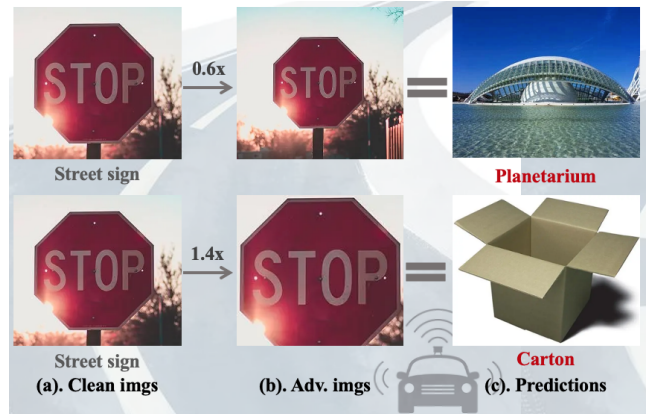 STOP
0.6x
STOP
Street sign
Planetarium
STOP
1.4x
STOP
Street sign
Carton
(a). Clean imgs
(b). Adv. imgs
(c). Predictions